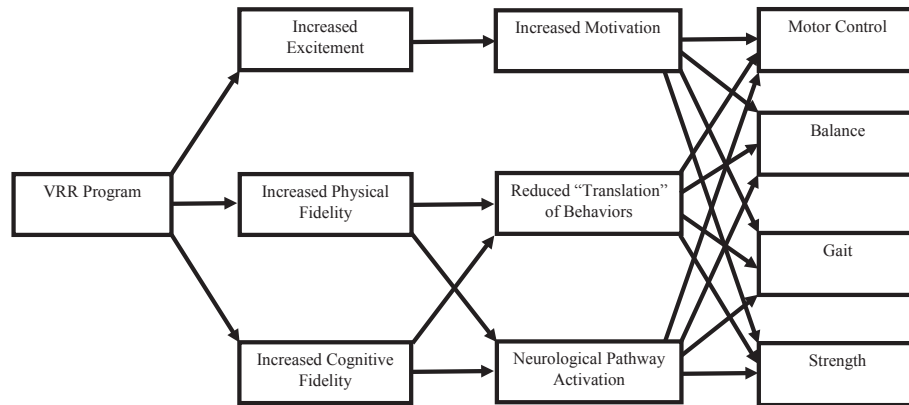 Increased
Excitement
Increased Motivation
Motor Control
Balance
VRR Program
Increased Physical
Fidelity
Reduced “Translation”
of Behaviors
Gait
Increased Cognitive
Fidelity
Neurological Pathway
Activation
Strength